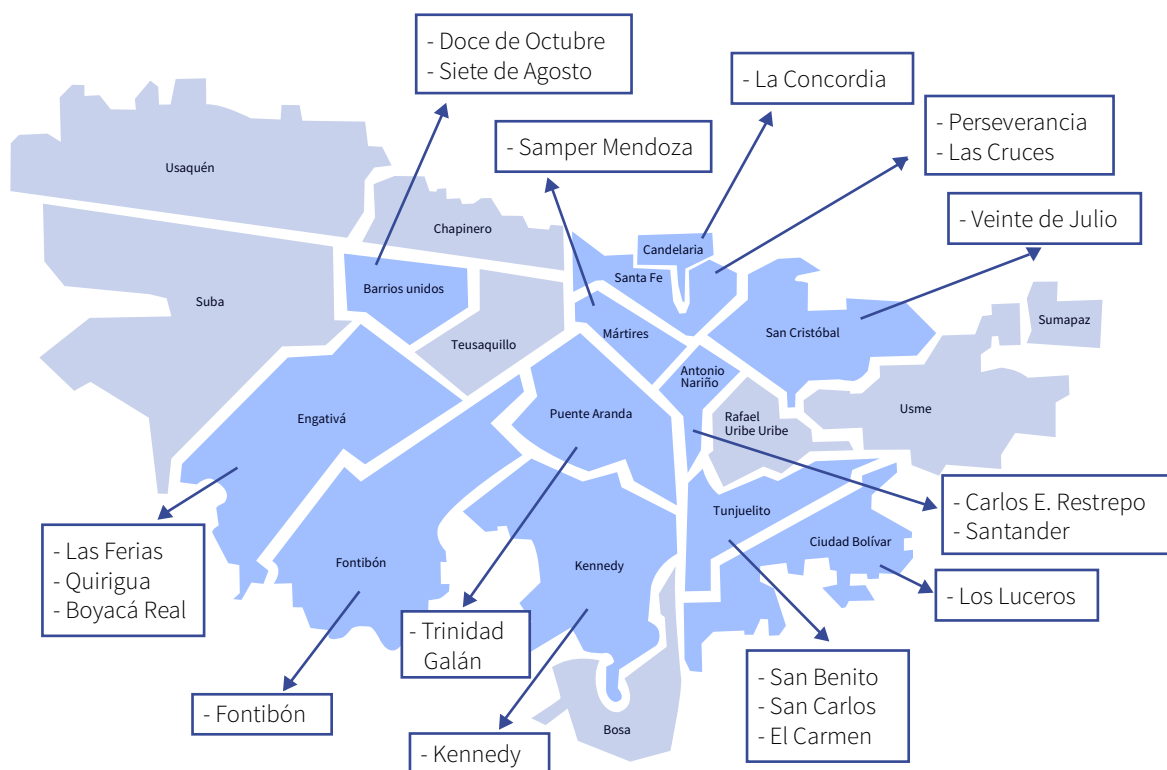 - Doce de Octubre
- Siete de Agosto
- La Concordia
- Perseverancia
- Las Cruces
- Samper Mendoza
- Veinte de Julio
Usaquén
Chapinero
Candelaria
Santa Fe
Barrios unidos
Suba
Sumapaz
Teusaquillo
Mártires
San Cristóbal
Antonio
Nariño
Engativá
Puente Aranda
Rafael
Uribe Uribe
Usme
- Carlos E. Restrepo
- Santander
Tunjuelito
Ciudad Bolívar
- Las Ferias
- Quirigua
- Boyacá Real
Fontibón
Kennedy
- Los Luceros
- Trinidad
Galán
- San Benito
- San Carlos
- El Carmen
- Fontibón
Bosa
- Kennedy